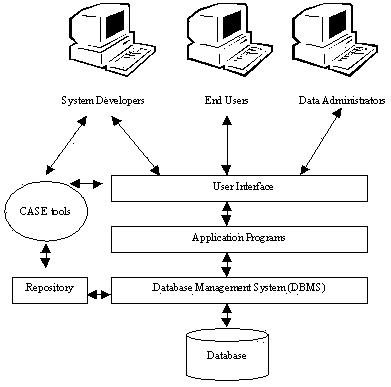 System Developers
End Users
Data Administrators
User Interface
CASE tools
Application Programs
Repository
Database Management System (DBMS)
Database